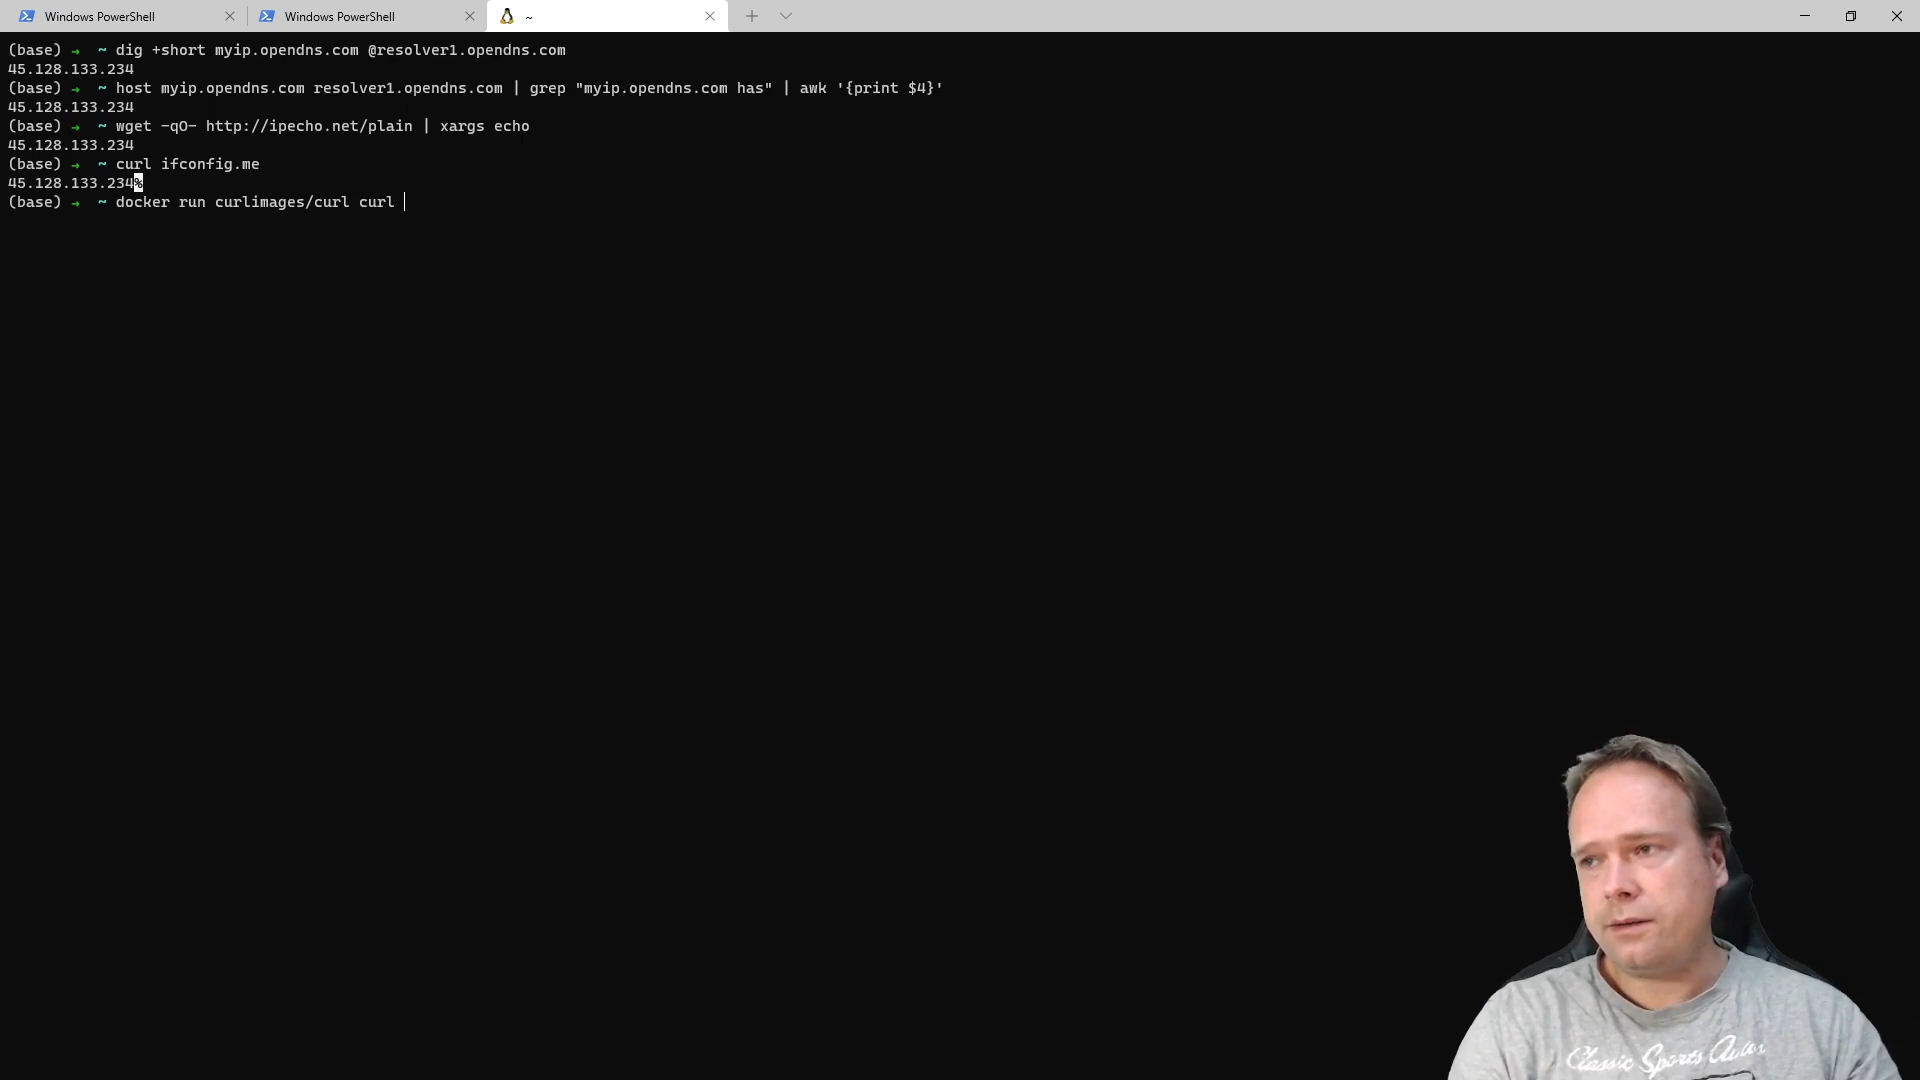 Windows PowerShell
Windows PowerShell
~
(base) → ~ dig +short myip.opendns.com @resolver1.opendns.com
45.128.133.234
(base) → ~ host myip.opendns.com resolver1.opendns.com | grep "myip.opendns.com has" | awk '{print $4}'
45.128.133.234
(base) → ~ wget -qO- http://ipecho.net/plain | xargs echo
45.128.133.234
(base) → ~ curl ifconfig.me
45.128.133.234%
(base) → ~ docker run curlimages/curl curl
Classic Sports Autos